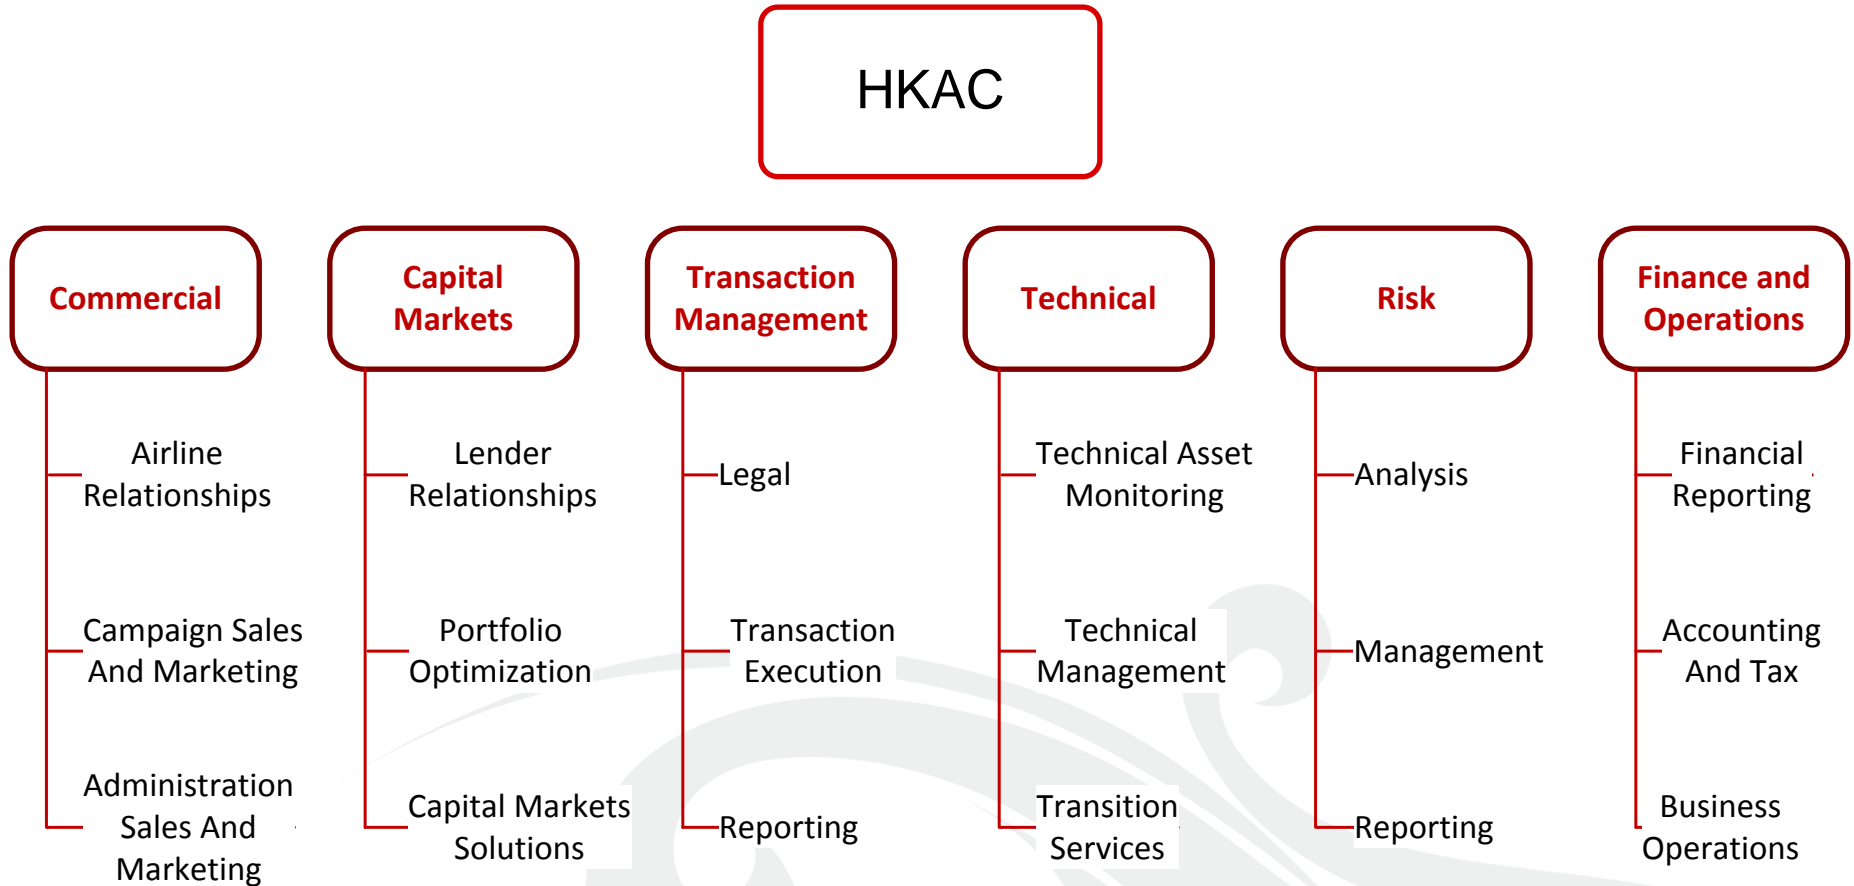 HKAC
Commercial
Capital
Markets
Transaction
Management
Technical
Risk
Finance and
Operations
Airline
Relationships
Lender
Relationships
Legal
Technical Asset
Monitoring
Analysis
Financial
Reporting
Campaign Sales
And Marketing
Portfolio
Optimization
Transaction
Execution
Technical
Management
Management
Accounting
And Tax
Administration
Sales And
Marketing
Capital Markets
Solutions
Reporting
Transition
Services
Reporting
Business
Operations